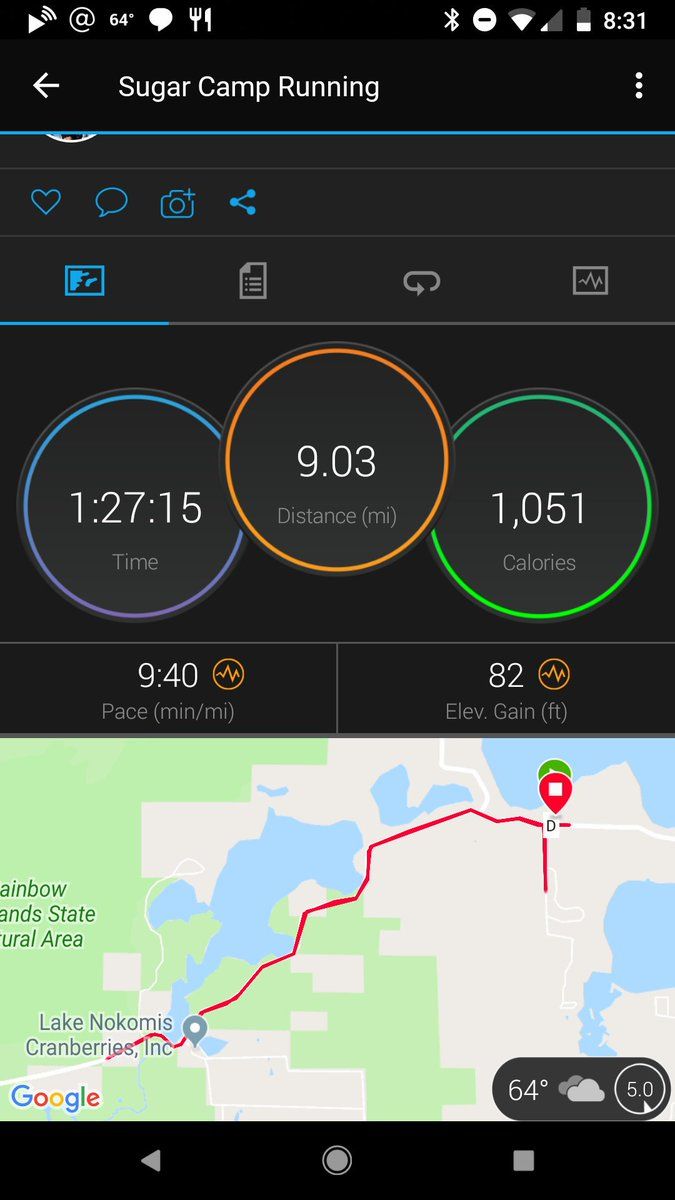 64°
8:31
Sugar Camp Running
1:27:15
Time
9.03
Distance (mi)
1,051
Calories
9:40
Pace (min/mi)
82
Elev. Gain (ft)
D
ainbow
ands State
ural Area
Lake Nokomis
Cranberries, Inc
Google
64°
5.0